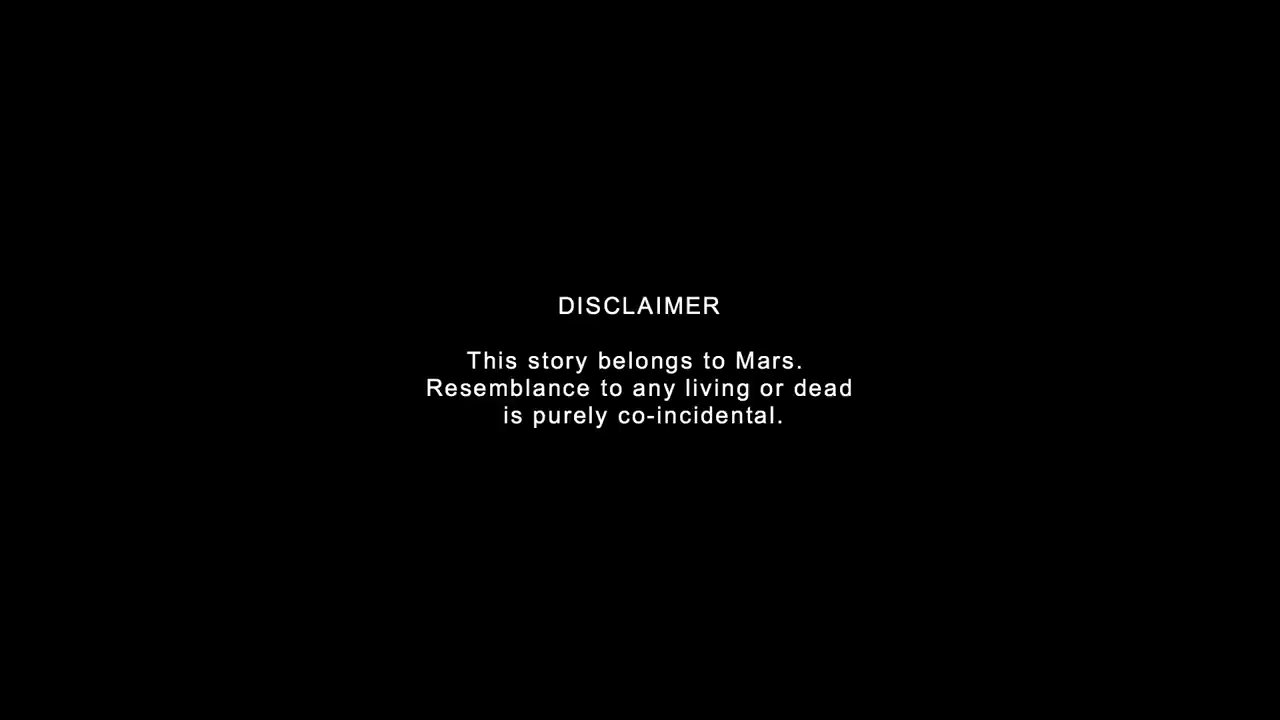 DISCLAIMER
This story belongs to Mars.
Resemblance to any living or dead
is purely co-incidental.